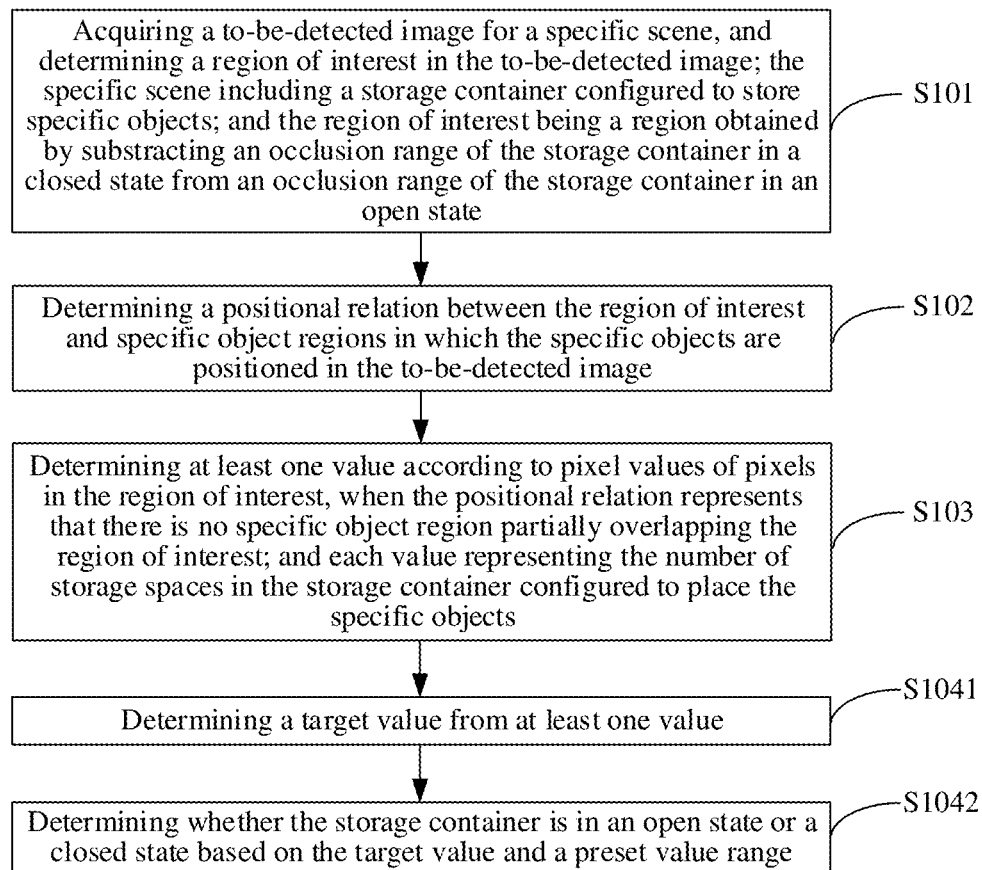 Acquiring a to-be-detected image for a specific scene, and
determining a region of interest in the to-be-detected image; the
specific scene including a storage container configured to store
specific objects; and the region of interest being a region obtained
by substracting an occlusion range of the storage container in a
closed state from an occlusion range of the storage container in an
open state
S101
Determining a positional relation between the region of interest
and specific object regions in which the specific objects are
positioned in the to-be-detected image
S102
Determining at least one value according to pixel values of pixels
in the region of interest, when the positional relation represents
that there is no specific object region partially overlapping the
region of interest; and each value representing the number of
storage spaces in the storage container configured to place the
specific objects
S103
Determining a target value from at least one value
S1041
Determining whether the storage container is in an open state or a
closed state based on the target value and a preset value range
S1042